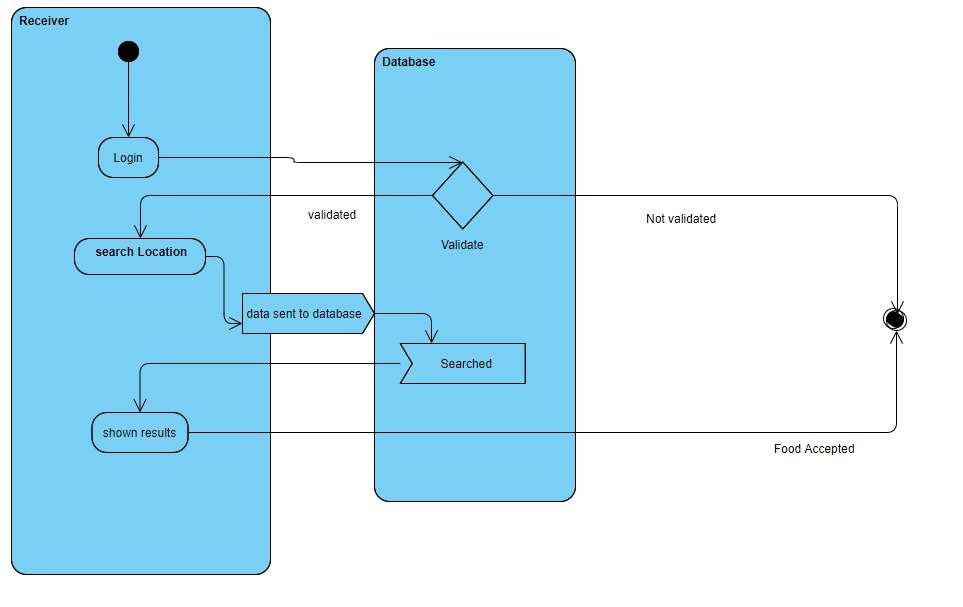 Receiver
Database
Login
validated
Not validated
Validate
search Location
data sent to database
Searched
shown results
Food Accepted